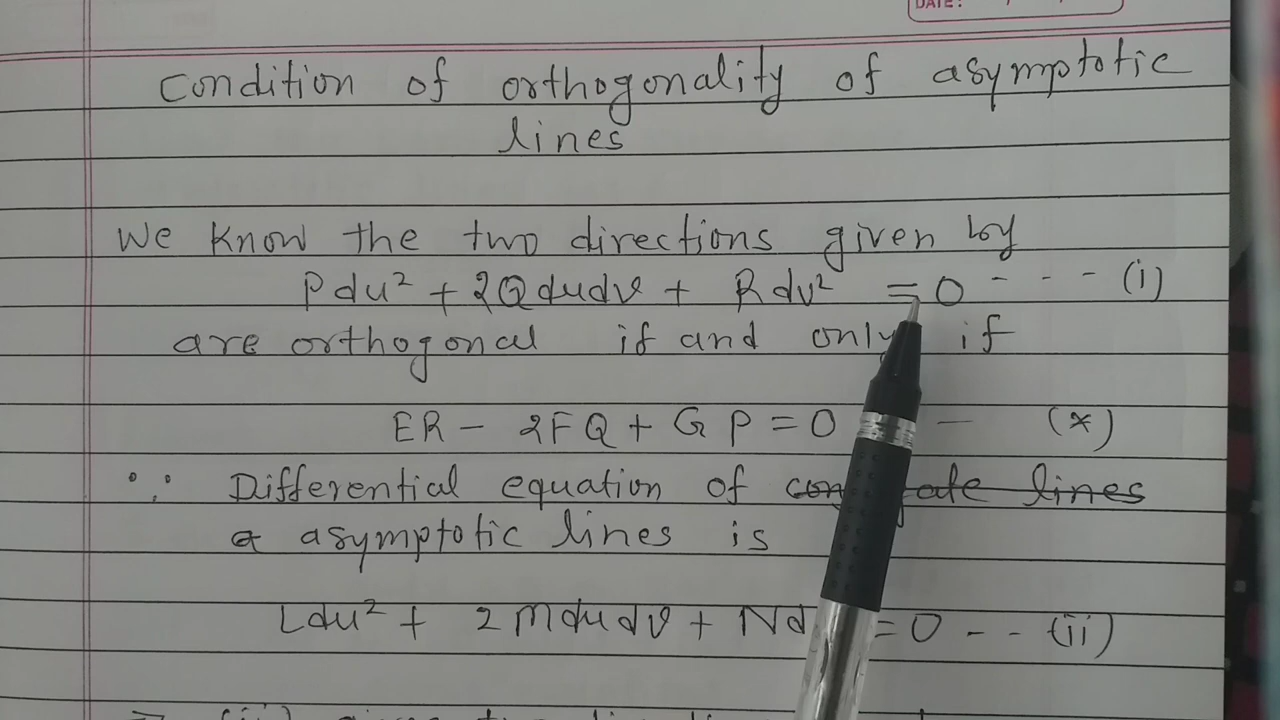 DATE:
Condition of orthogonality of asymptotic
lines
We know the two directions given by
Pdu² + 2Qdudv + Rdv² = 0 - - - (i)
are orthogonal if and only if
ER - 2FQ + GP = 0 — (*)
∵ Differential equation of lines
asymptotic lines is
Ldu² + 2Mdudv + Nd = 0 - - (ii)